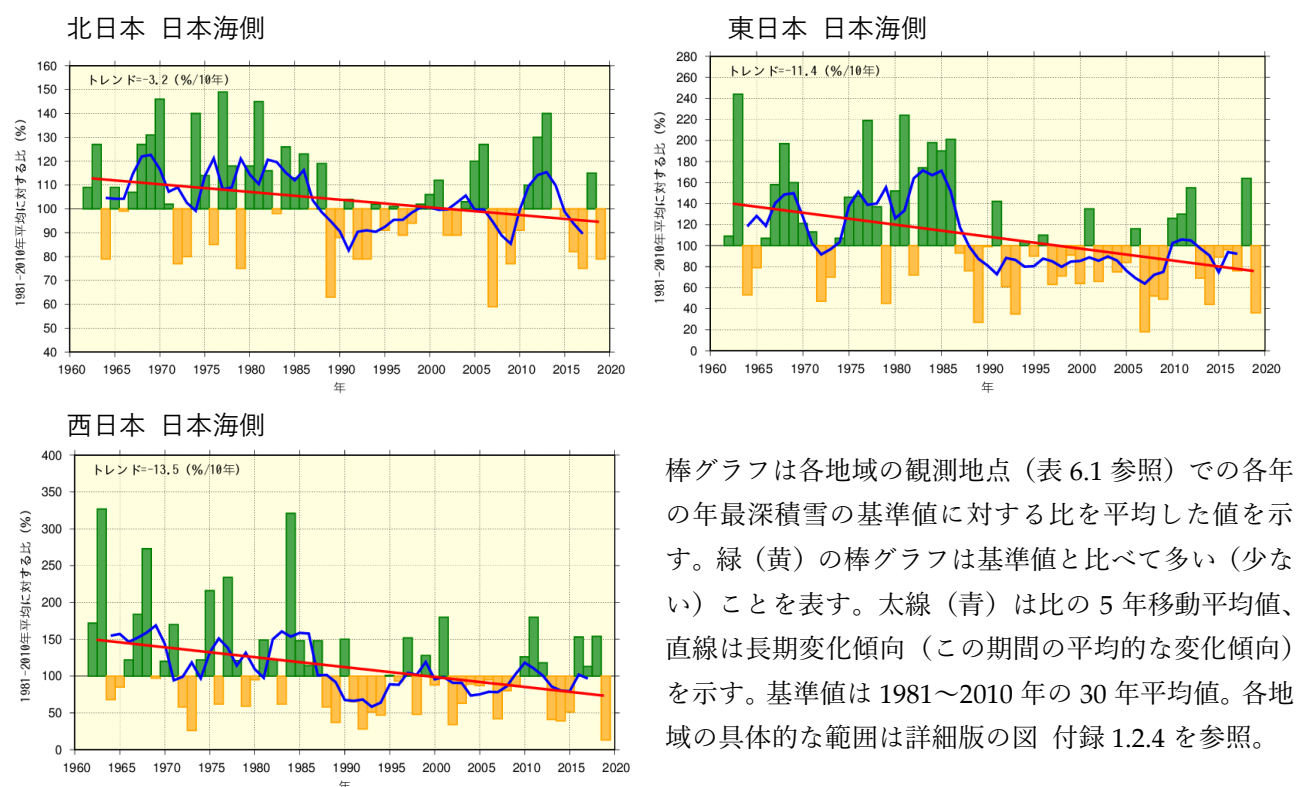 北日本 日本海側
トレンド=-3.2 (%/10年)
1981-2010年平均に対する比 (%)
160
150
140
130
120
110
100
90
80
70
60
50
40
1960 1965 1970 1975 1980 1985 1990 1995 2000 2005 2010 2015 2020
年
東日本 日本海側
トレンド=-11.4 (%/10年)
1981-2010年平均に対する比 (%)
280
260
240
220
200
180
160
140
120
100
80
60
40
20
0
1960 1965 1970 1975 1980 1985 1990 1995 2000 2005 2010 2015 2020
年
西日本 日本海側
トレンド=-13.5 (%/10年)
1981-2010年平均に対する比 (%)
400
350
300
250
200
150
100
50
0
1960 1965 1970 1975 1980 1985 1990 1995 2000 2005 2010 2015 2020
年
棒グラフは各地域の観測地点（表 6.1 参照）での各年
の年最深積雪の基準値に対する比を平均した値を示
す。緑（黄）の棒グラフは基準値と比べて多い（少な
い）ことを表す。太線（青）は比の 5 年移動平均値、
直線は長期変化傾向（この期間の平均的な変化傾向）
を示す。基準値は 1981～2010 年の 30 年平均値。各地
域の具体的な範囲は詳細版の図 付録 1.2.4 を参照。